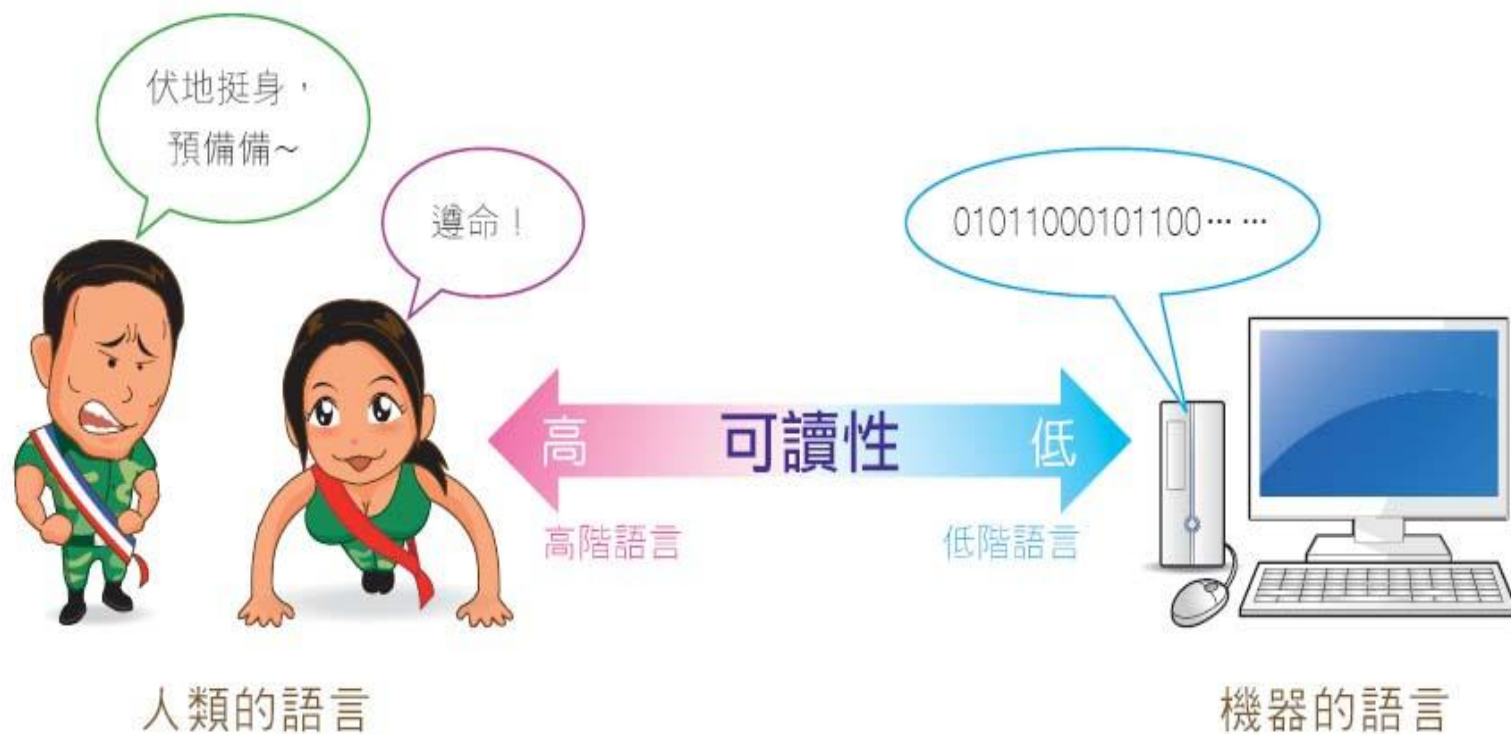 伏地挺身，
預備備～
遵命！
01011000101100⋯⋯
高
可讀性
低
高階語言
低階語言
人類的語言
機器的語言